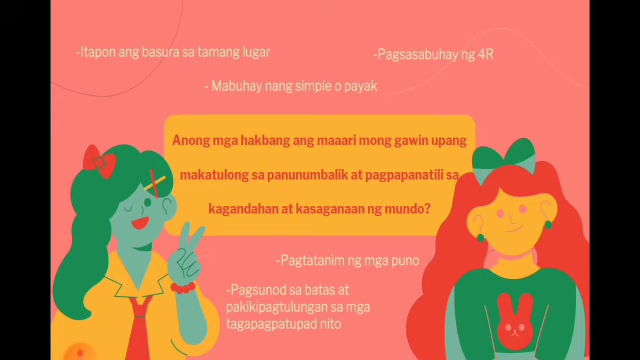 -Itapon ang basura sa tamang lugar
-Pagsasabuhay ng 4R
- Mabuhay nang simple o payak
Anong mga hakbang ang maaari mong gawin upang
makatulong sa panunumbalik at pagpapanatili sa
kagandahan at kasaganaan ng mundo?
-Pagtatanim ng mga puno
-Pagsunod sa batas at
pakikipagtulungan sa mga
tagapagpatupad nito